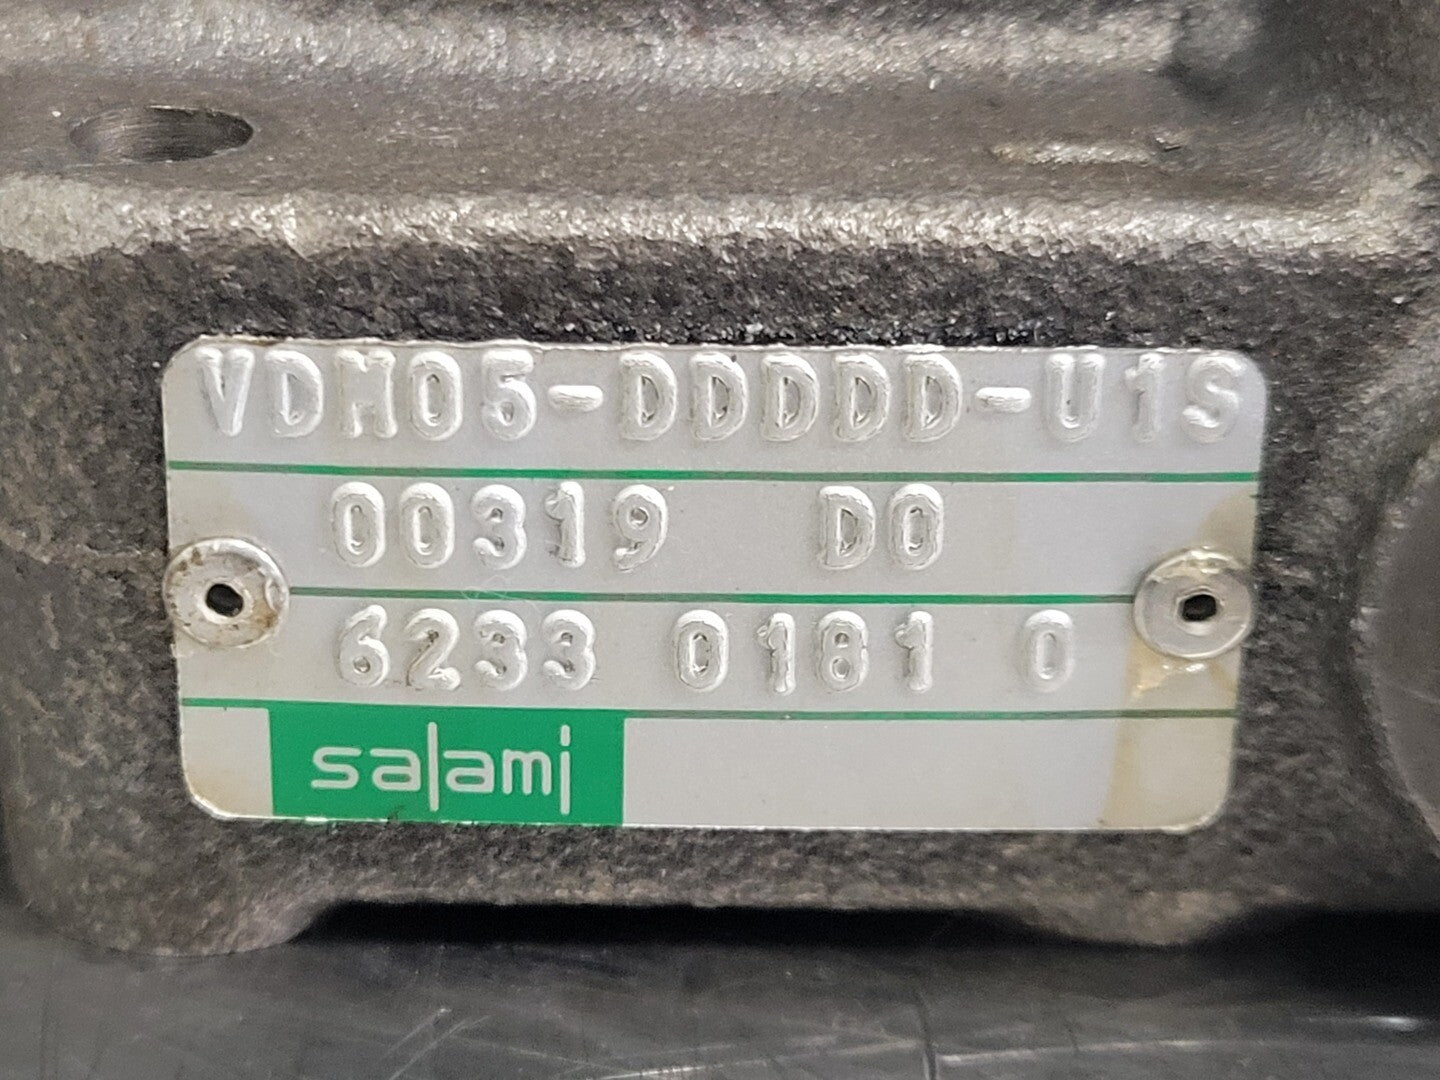 VDM05-DDDDD-U1S
00319 D0
6233 0181 0
salami